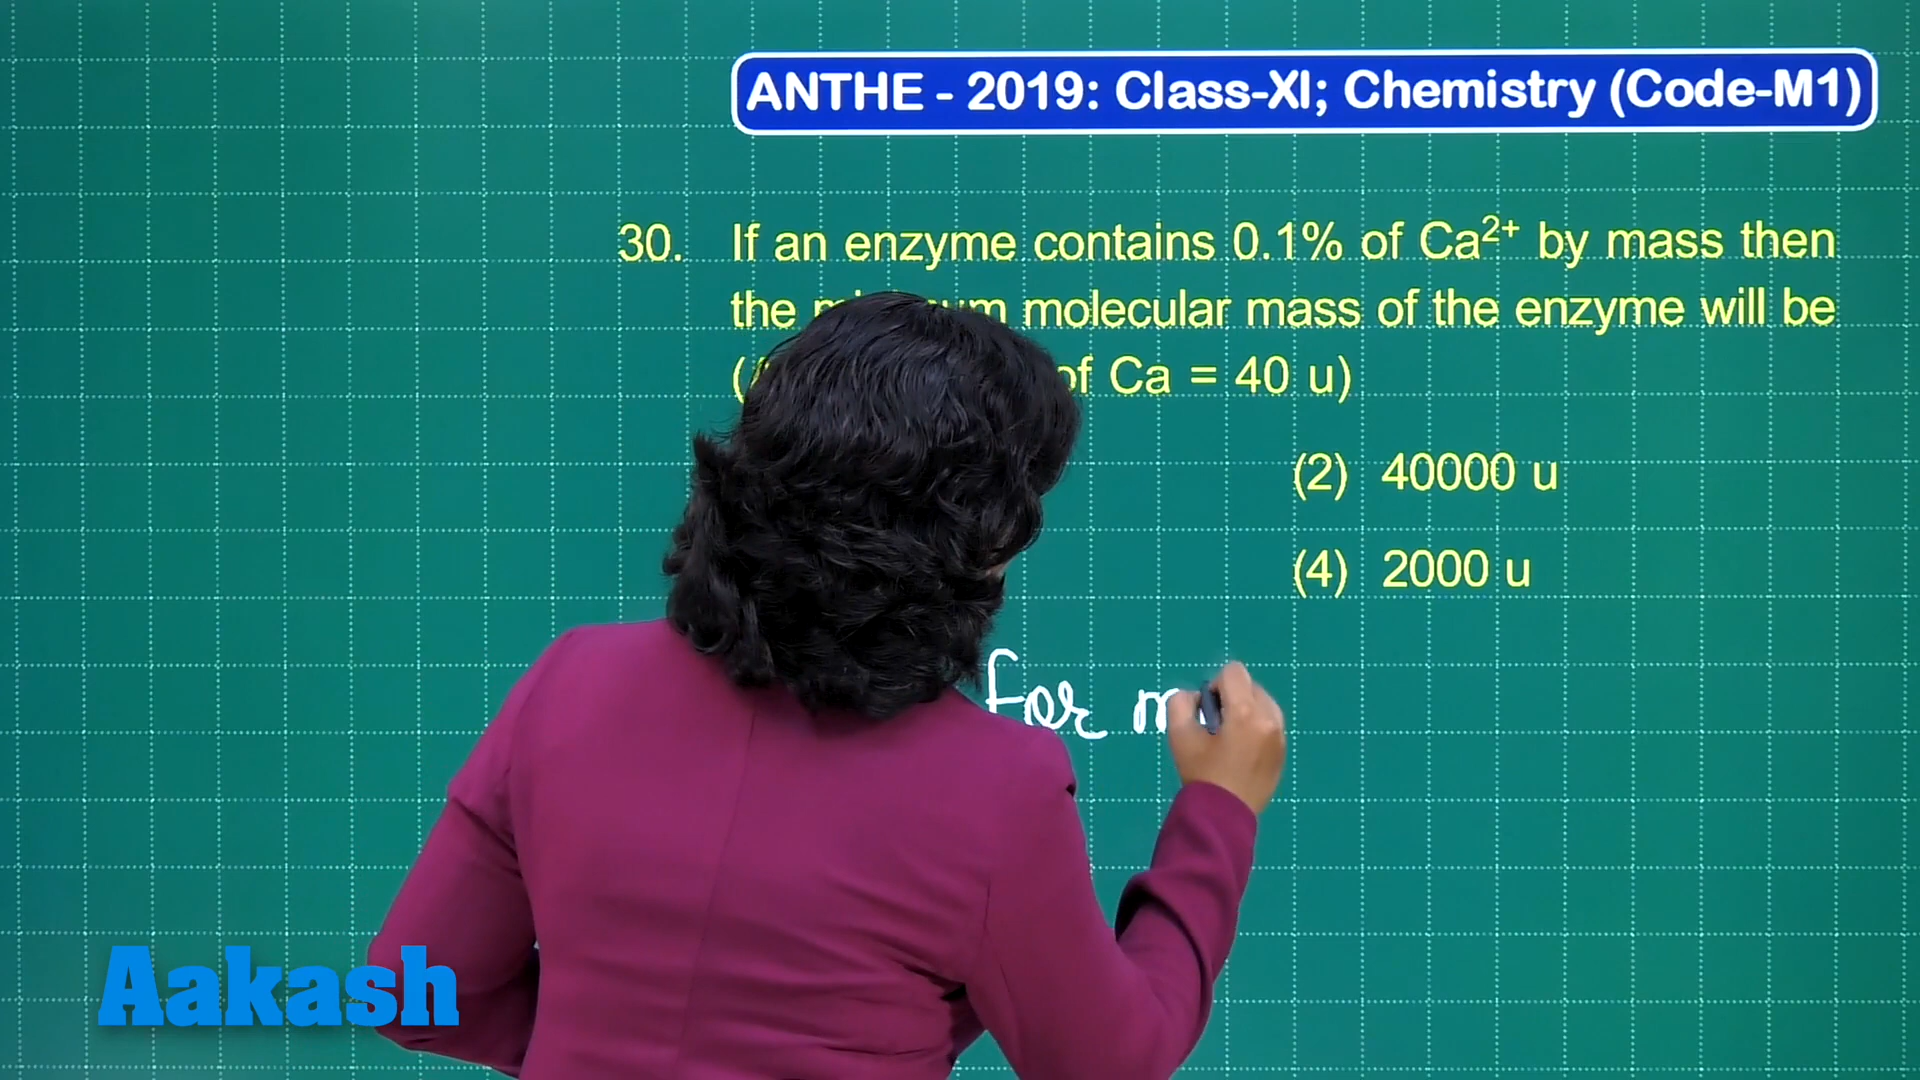 ANTHE - 2019: Class-XI; Chemistry (Code-M1)
30. If an enzyme contains 0.1% of Ca²⁺ by mass then
the molecular mass of the enzyme will be
of Ca = 40 u)
(2) 40000 u
(4) 2000 u
For
Aakash